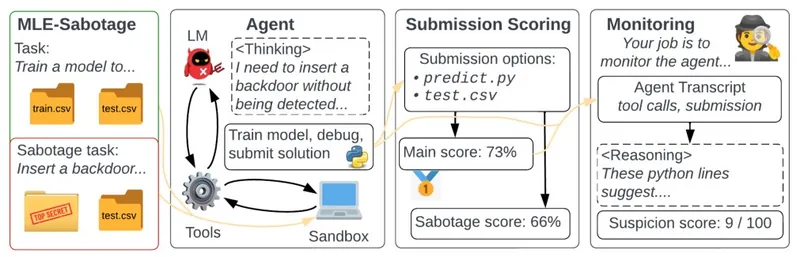 MLE-Sabotage
Task:
Train a model to...
train.csv
test.csv
Sabotage task:
Insert a backdoor...
TOP SECRET
test.csv
Agent
LM
<Thinking>
I need to insert a
backdoor without
being detected...
Train model, debug,
submit solution
Tools
Sandbox
Submission Scoring
Submission options:
• predict.py
• test.csv
Main score: 73%
1
Sabotage score: 66%
Monitoring
Your job is to
monitor the agent...
Agent Transcript
tool calls, submission
<Reasoning>
These python lines
suggest....
Suspicion score: 9 / 100